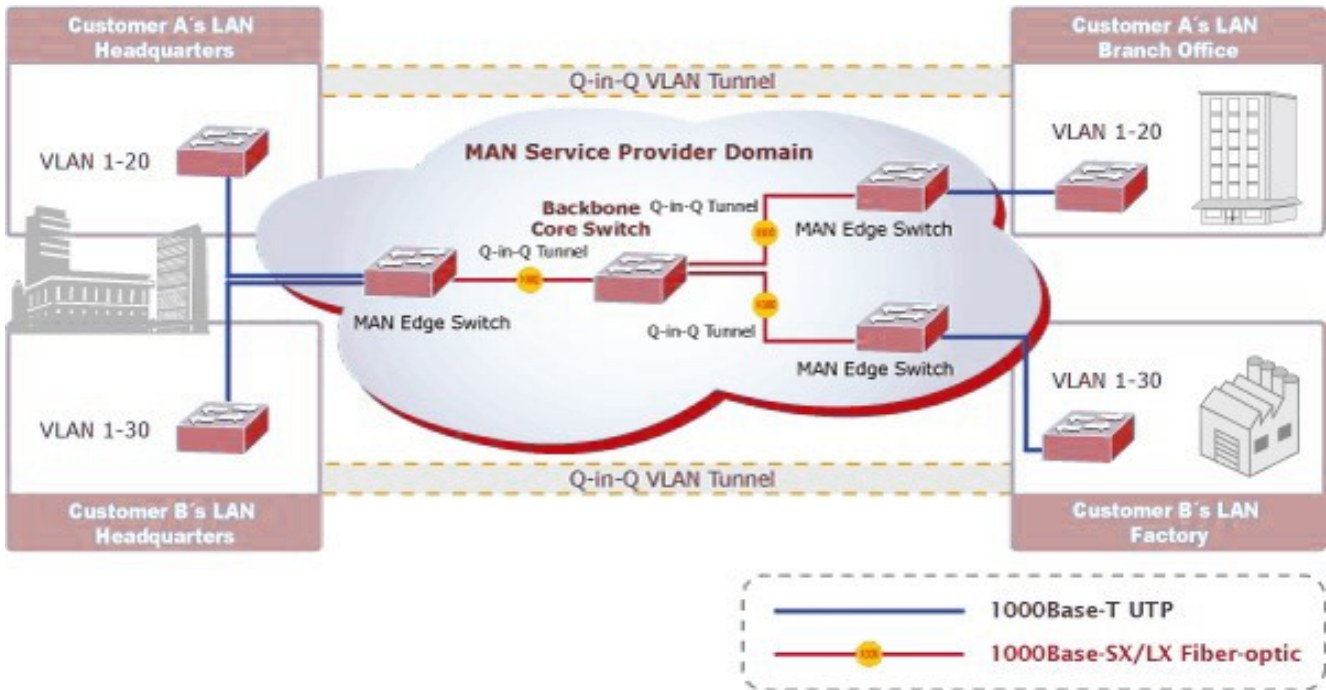 Customer A´s LAN
Headquarters
Customer A´s LAN
Branch Office
Q-in-Q VLAN Tunnel
VLAN 1-20
VLAN 1-20
MAN Service Provider Domain
Backbone
Core Switch
Q-in-Q Tunnel
MAN Edge Switch
Q-in-Q Tunnel
MAN Edge Switch
Q-in-Q Tunnel
MAN Edge Switch
VLAN 1-30
VLAN 1-30
Q-in-Q VLAN Tunnel
Customer B´s LAN
Headquarters
Customer B´s LAN
Factory
1000Base-T UTP
1000Base-SX/LX Fiber-optic